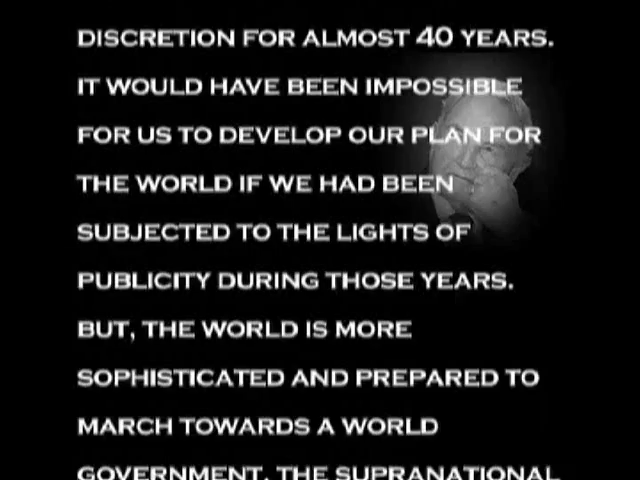 DISCRETION FOR ALMOST 40 YEARS.
IT WOULD HAVE BEEN IMPOSSIBLE
FOR US TO DEVELOP OUR PLAN FOR
THE WORLD IF WE HAD BEEN
SUBJECTED TO THE LIGHTS OF
PUBLICITY DURING THOSE YEARS.
BUT, THE WORLD IS MORE
SOPHISTICATED AND PREPARED TO
MARCH TOWARDS A WORLD
GOVERNMENT. THE SUPRANATIONAL